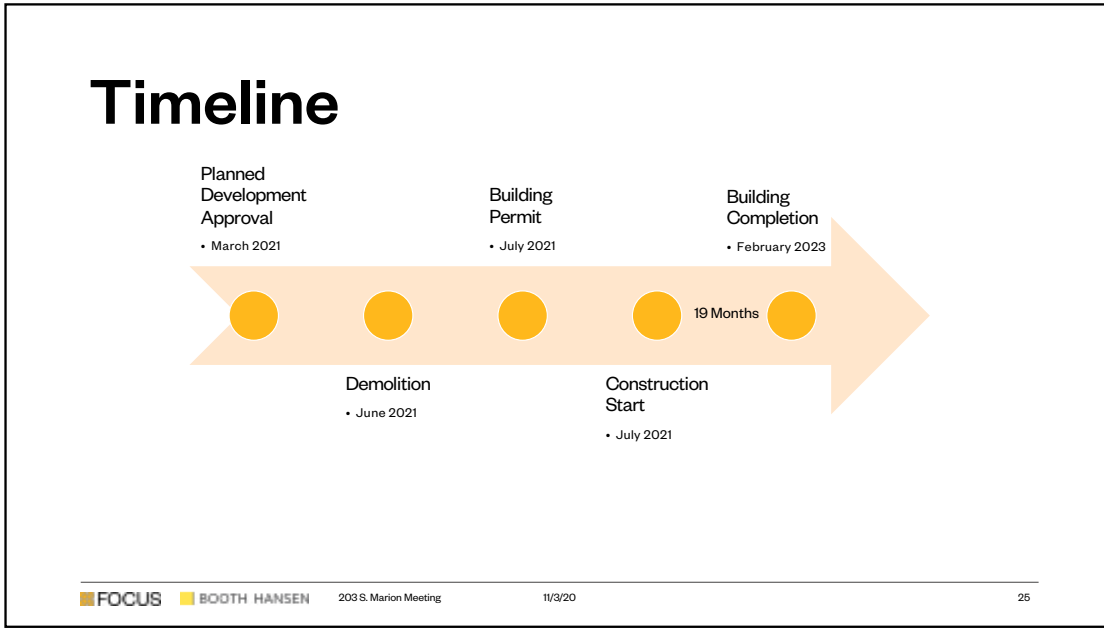 Timeline
Planned
Development
Approval
• March 2021
Demolition
• June 2021
Building
Permit
• July 2021
Construction
Start
• July 2021
19 Months
Building
Completion
• February 2023
FOCUS BOOTH HANSEN 203 S. Marion Meeting 11/3/20 25